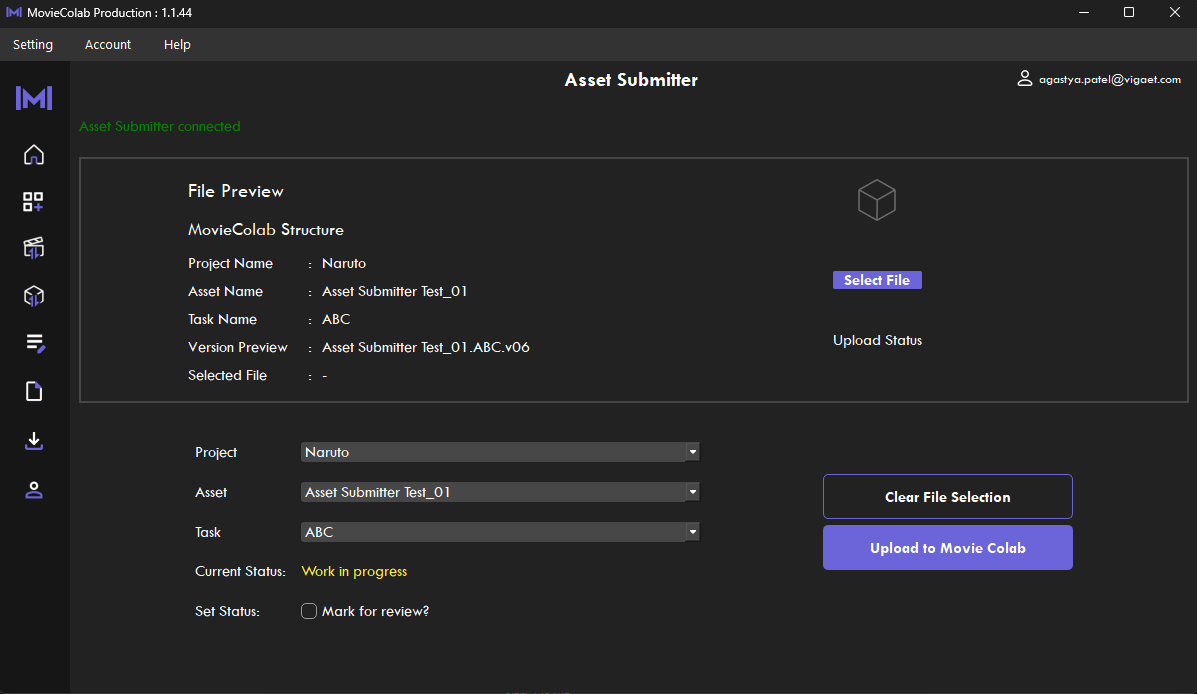 MovieColab Production : 1.1.44
Setting Account Help
Asset Submitter
agastya.patel@vigaet.com
Asset Submitter connected
File Preview
MovieColab Structure
Project Name : Naruto
Asset Name : Asset Submitter Test_01
Task Name : ABC
Version Preview : Asset Submitter Test_01.ABC.v06
Selected File : -
Select File
Upload Status
Project Naruto
Asset Asset Submitter Test_01
Task ABC
Current Status: Work in progress
Set Status: Mark for review?
Clear File Selection
Upload to Movie Colab